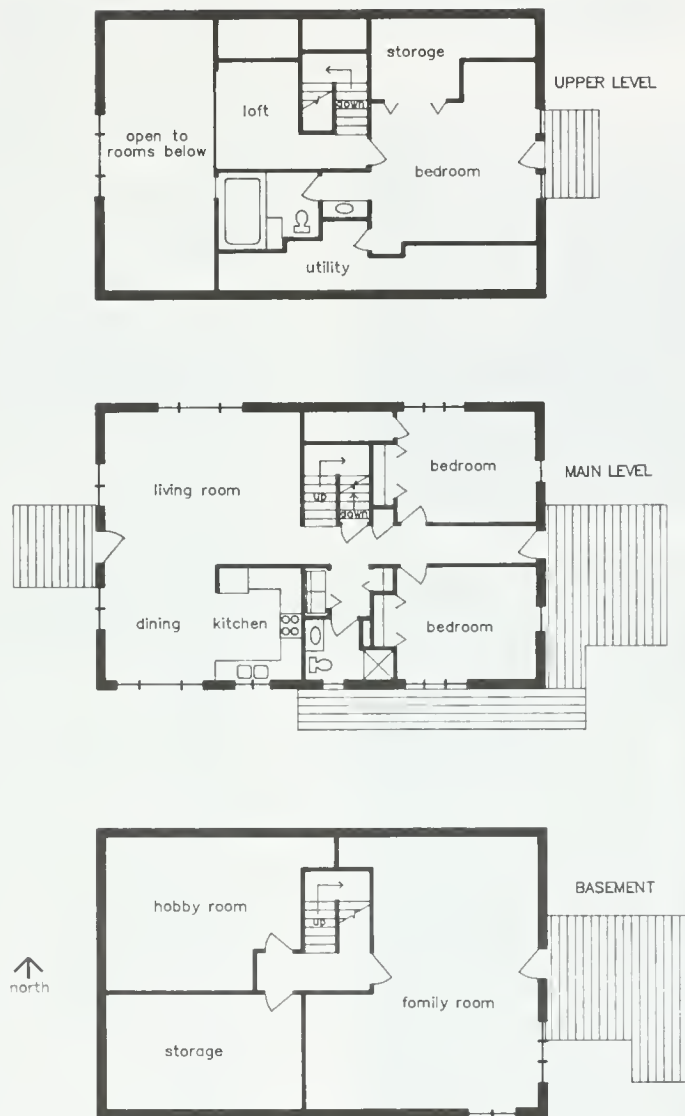 storage
UPPER LEVEL
loft
down
open to
rooms below
bedroom
utility
living room
up
down
bedroom
MAIN LEVEL
dining
kitchen
bedroom
BASEMENT
hobby room
up
north
family room
storage